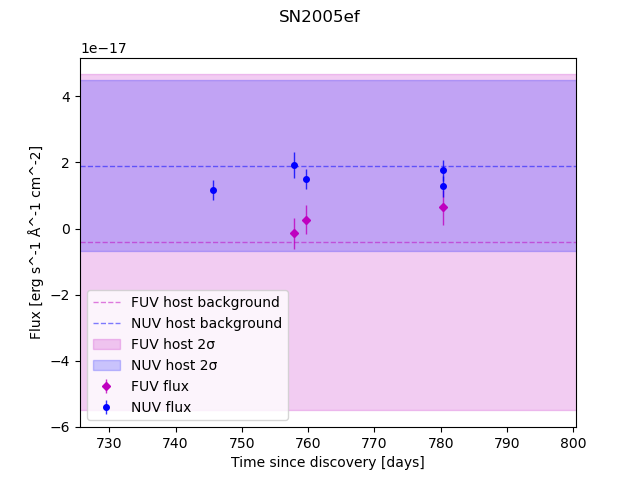 SN2005ef
1e−17
4
2
0
−2
−4
−6
Flux [erg s^-1 Å^-1 cm^-2]
FUV host background
NUV host background
FUV host 2σ
NUV host 2σ
FUV flux
NUV flux
730 740 750 760 770 780 790 800
Time since discovery [days]